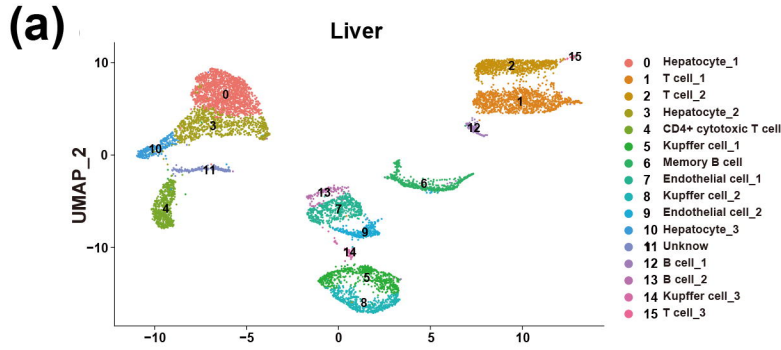 (a)
Liver
UMAP_2
10
0
−10
−10
−5
0
5
10
0
3
10
11
4
13
7
9
14
5
8
6
12
1
2
15
0 Hepatocyte_1
1 T cell_1
2 T cell_2
3 Hepatocyte_2
4 CD4+ cytotoxic T cell
5 Kupffer cell_1
6 Memory B cell
7 Endothelial cell_1
8 Kupffer cell_2
9 Endothelial cell_2
10 Hepatocyte_3
11 Unknow
12 B cell_1
13 B cell_2
14 Kupffer cell_3
15 T cell_3